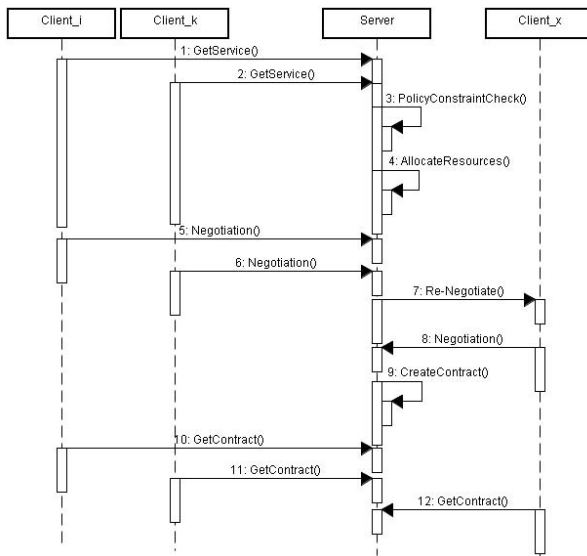 Client_i
Client_k
Server
Client_x
1: GetService()
2: GetService()
3: PolicyConstraintCheck()
4: AllocateResources()
5: Negotiation()
6: Negotiation()
7: Re-Negotiate()
8: Negotiation()
9: CreateContract()
10: GetContract()
11: GetContract()
12: GetContract()